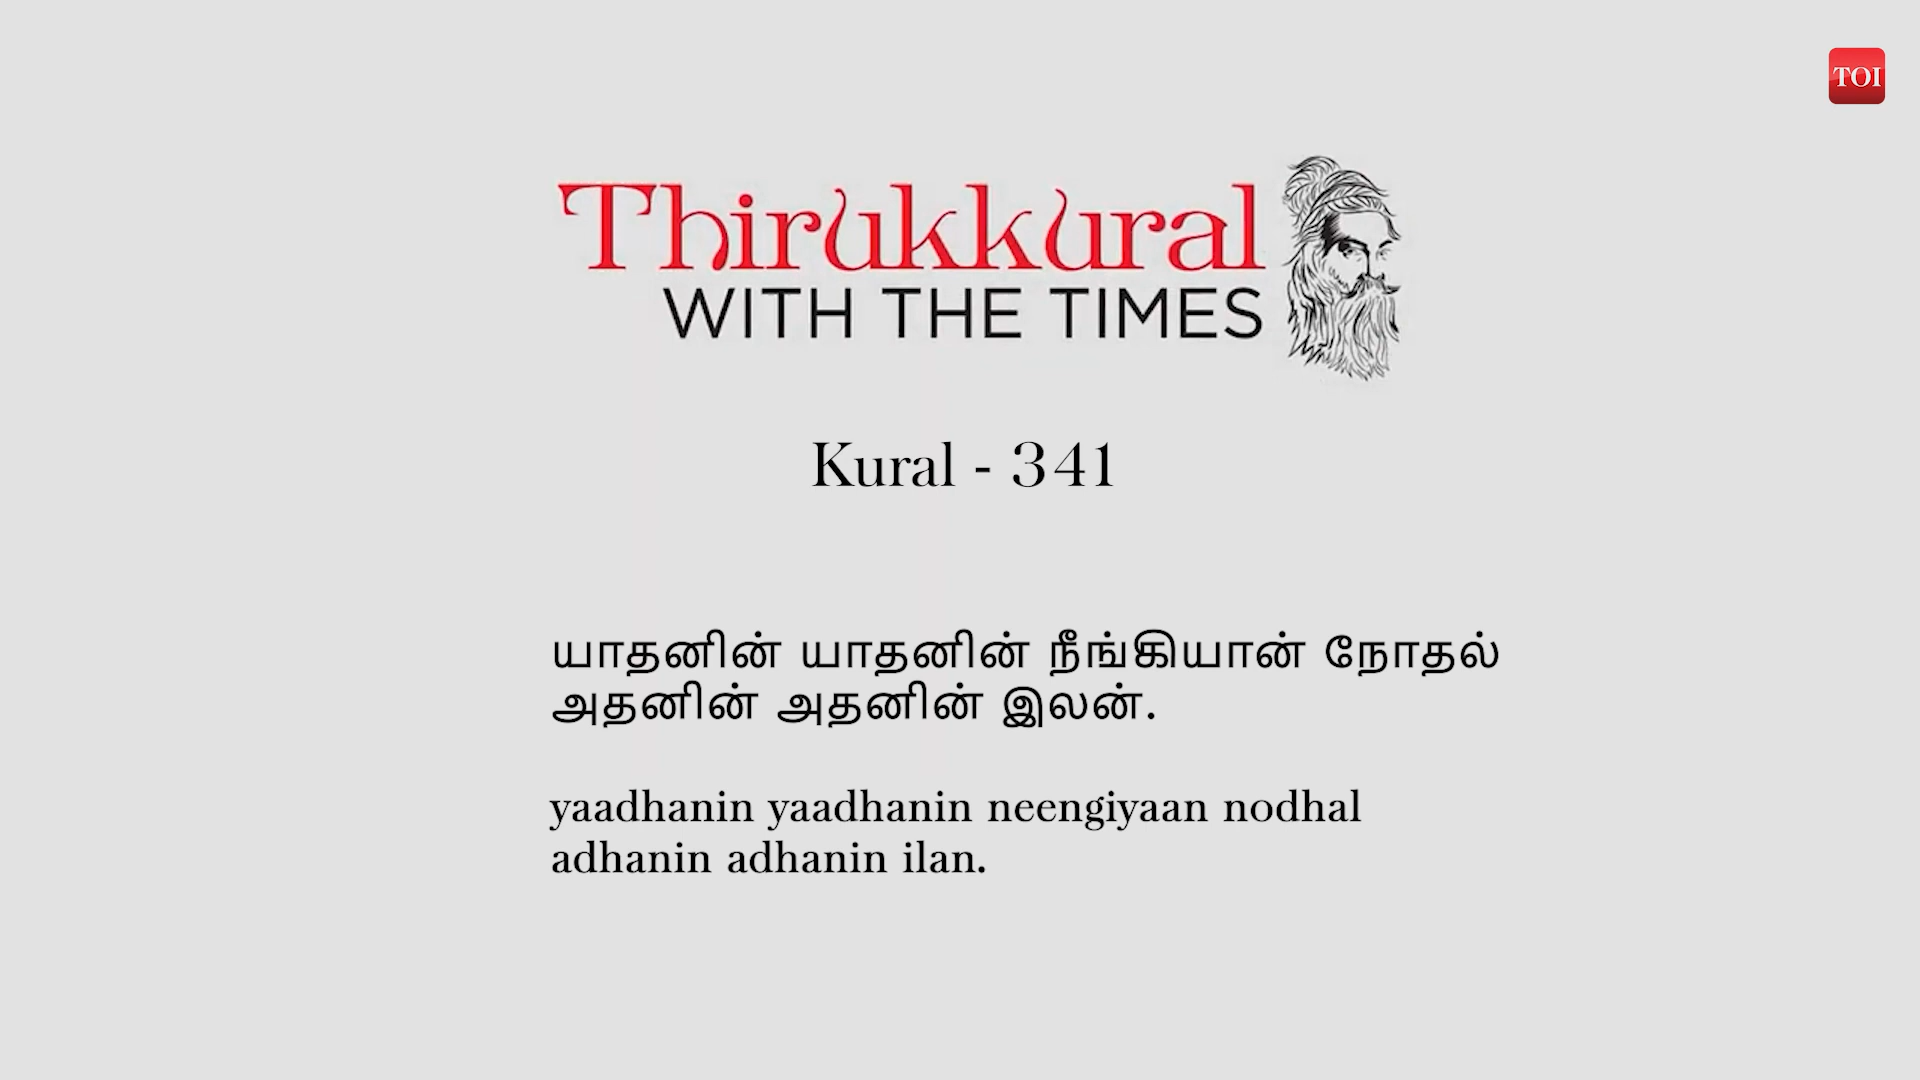 TOI
Thirukkural
WITH THE TIMES
Kural - 341
யாதனின் யாதனின் நீங்கியான் நோதல்
அதனின் அதனின் இலன்.
yaadhanin yaadhanin neengiyaan nodhal
adhanin adhanin ilan.